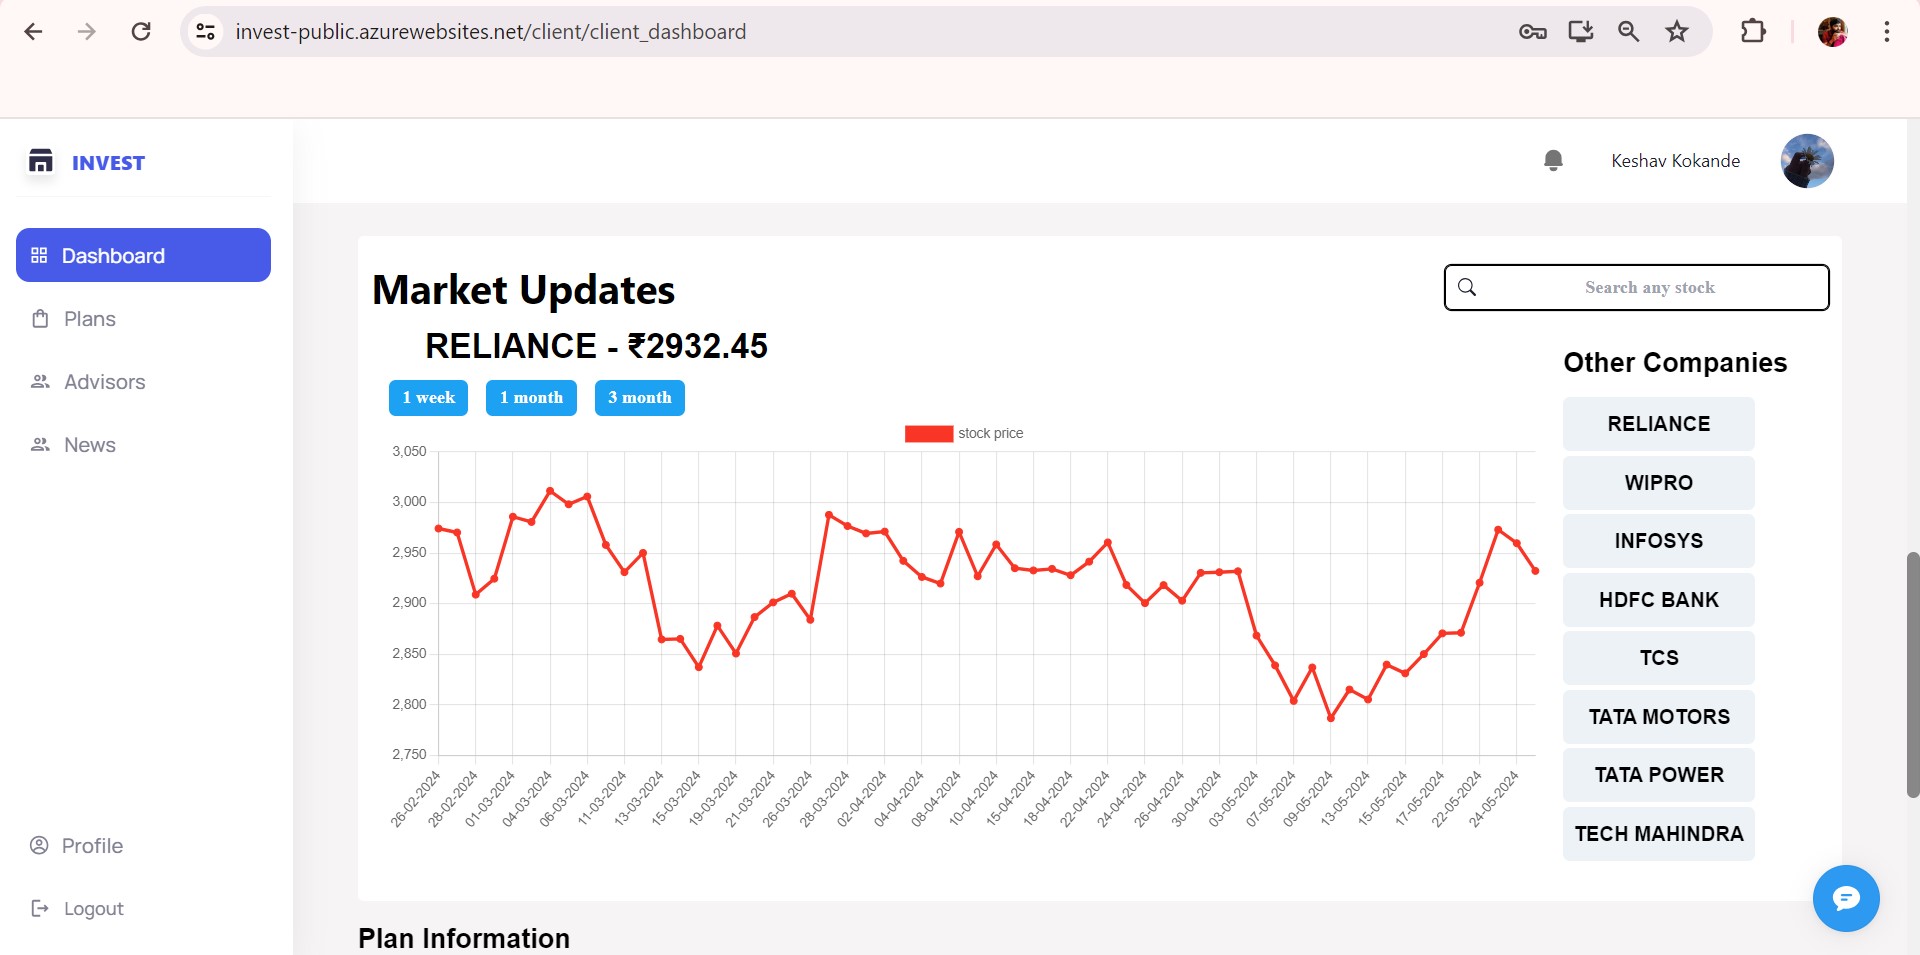 invest-public.azurewebsites.net/client/client_dashboard
INVEST
Keshav Kokande
Dashboard
Plans
Advisors
News
Profile
Logout
Market Updates
Search any stock
RELIANCE - ₹2932.45
1 week
1 month
3 month
stock price
3,050
3,000
2,950
2,900
2,850
2,800
2,750
26-02-2024
28-02-2024
01-03-2024
04-03-2024
06-03-2024
11-03-2024
13-03-2024
15-03-2024
19-03-2024
21-03-2024
26-03-2024
28-03-2024
02-04-2024
04-04-2024
08-04-2024
10-04-2024
15-04-2024
18-04-2024
22-04-2024
24-04-2024
26-04-2024
30-04-2024
03-05-2024
07-05-2024
09-05-2024
13-05-2024
15-05-2024
17-05-2024
22-05-2024
24-05-2024
Other Companies
RELIANCE
WIPRO
INFOSYS
HDFC BANK
TCS
TATA MOTORS
TATA POWER
TECH MAHINDRA
Plan Information